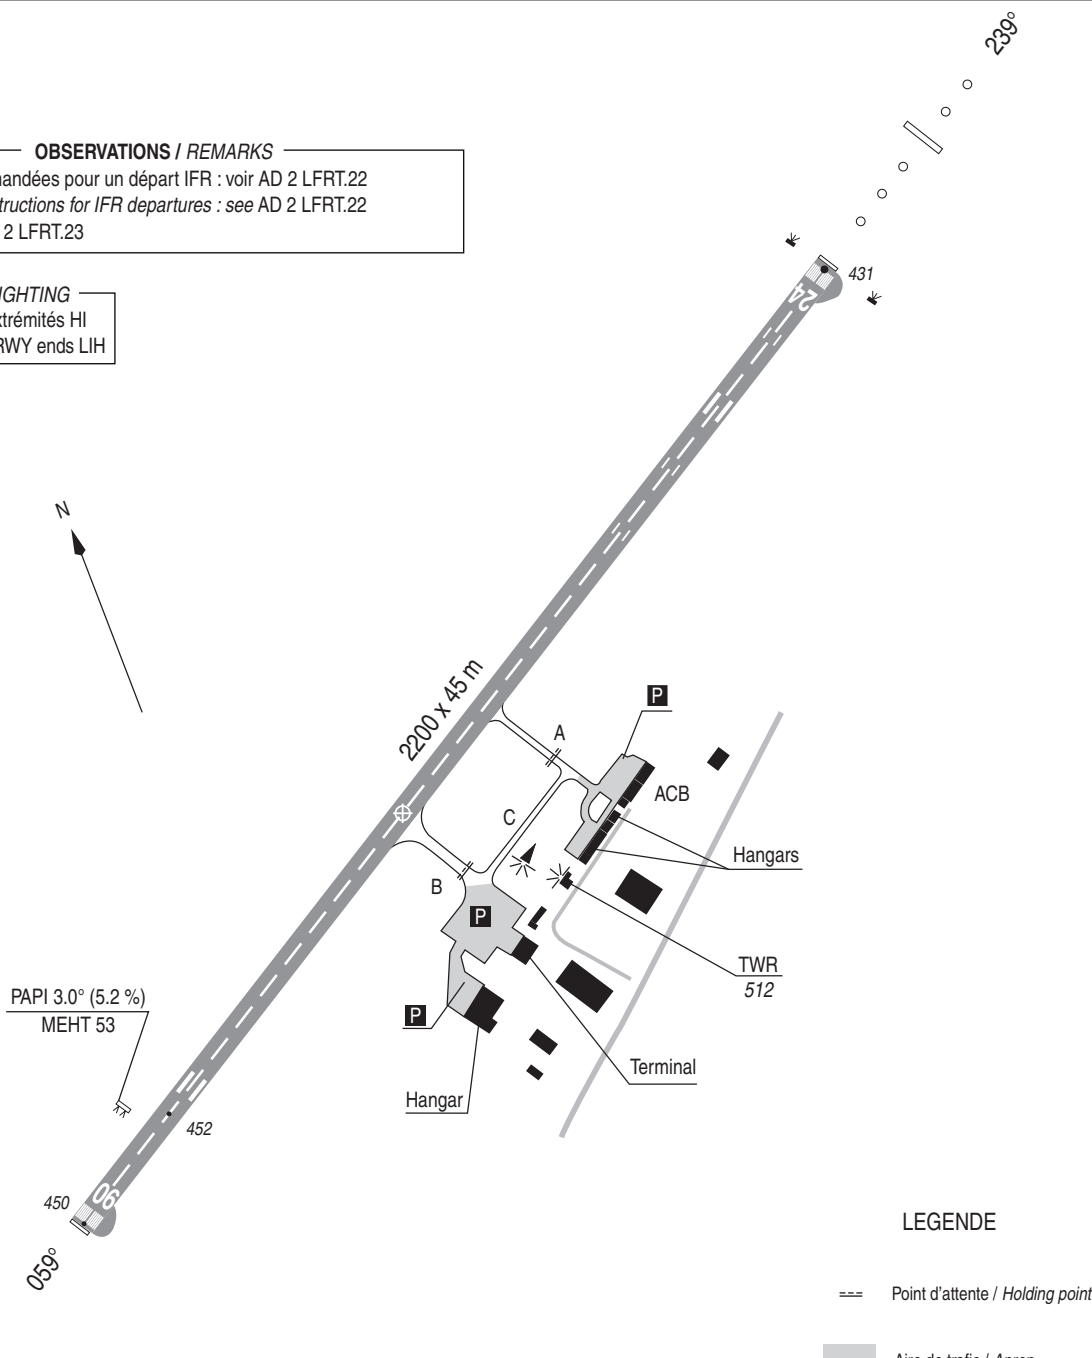 239°
OBSERVATIONS / REMARKS
andées pour un départ IFR : voir AD 2 LFRT.22
tructions for IFR departures : see AD 2 LFRT.22
2 LFRT.23
431
24
IGHTING
xtrémités HI
RWY ends LIH
N
2200 x 45 m
P
A
ACB
C
Hangars
B
P
TWR
512
PAPI 3.0° (5.2 %)
MEHT 53
P
Terminal
Hangar
452
06
450
059°
LEGENDE
Point d'attente / Holding point